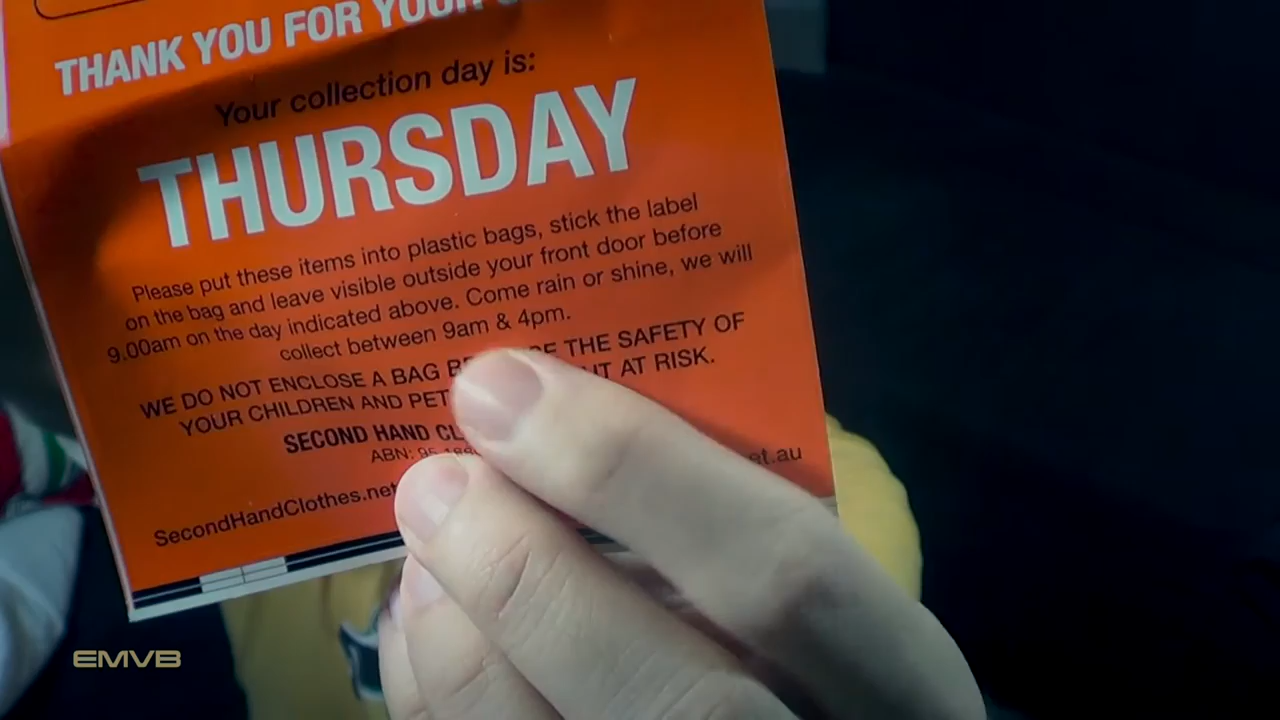 THANK YOU FOR YOUR
Your collection day is:
THURSDAY
Please put these items into plastic bags, stick the label
on the bag and leave visible outside your front door before
9.00am on the day indicated above. Come rain or shine, we will
collect between 9am & 4pm.
WE DO NOT ENCLOSE A BAG THE SAFETY OF
YOUR CHILDREN AND AT RISK.
SECOND HAND
ABN:
SecondHandClothes.net et.au
EMVB